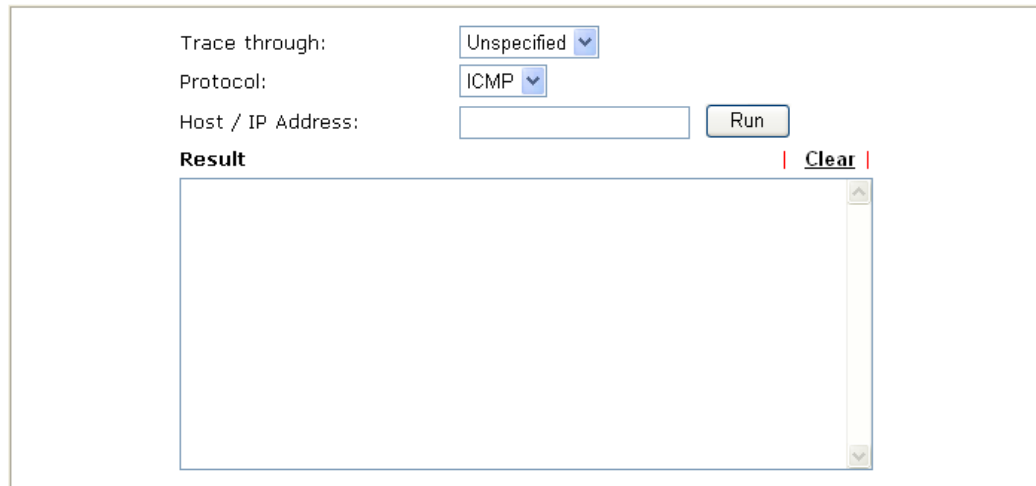 Trace through: Unspecified
Protocol: ICMP
Host / IP Address: Run
Result | Clear |